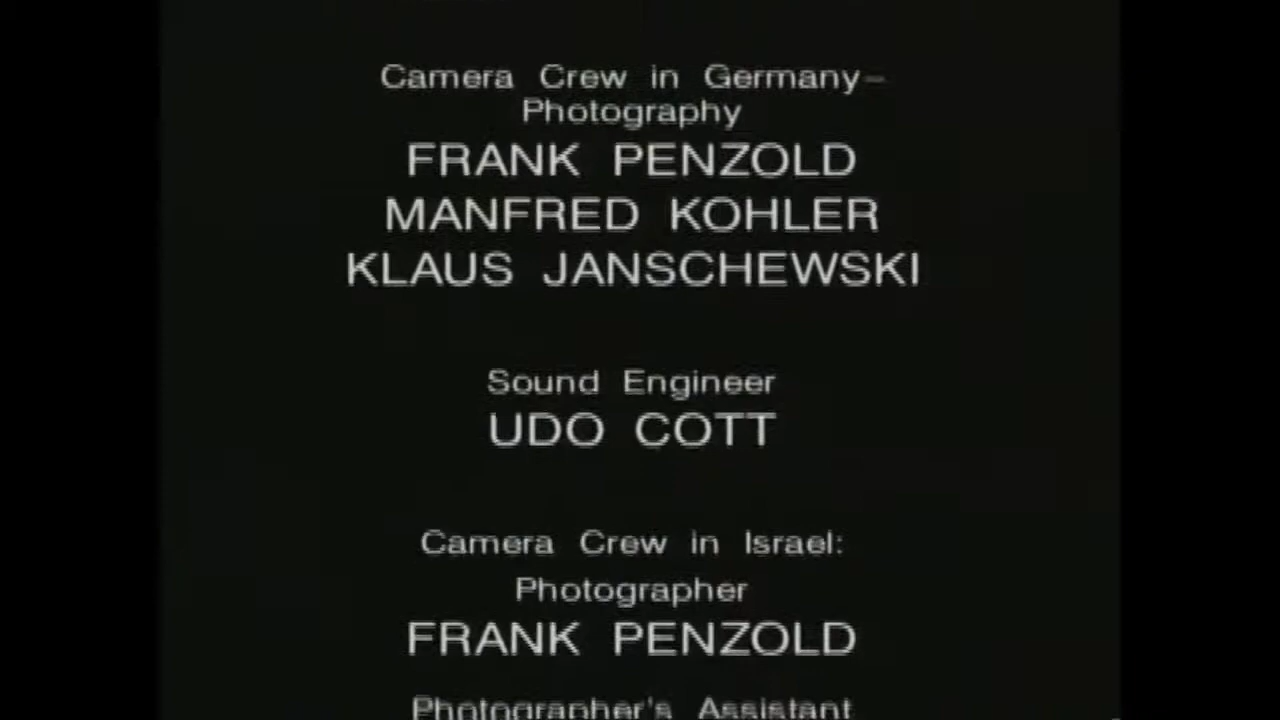 Camera Crew in Germany-
Photography
FRANK PENZOLD
MANFRED KOHLER
KLAUS JANSCHEWSKI
Sound Engineer
UDO COTT
Camera Crew in Israel:
Photographer
FRANK PENZOLD
Photographer's Assistant